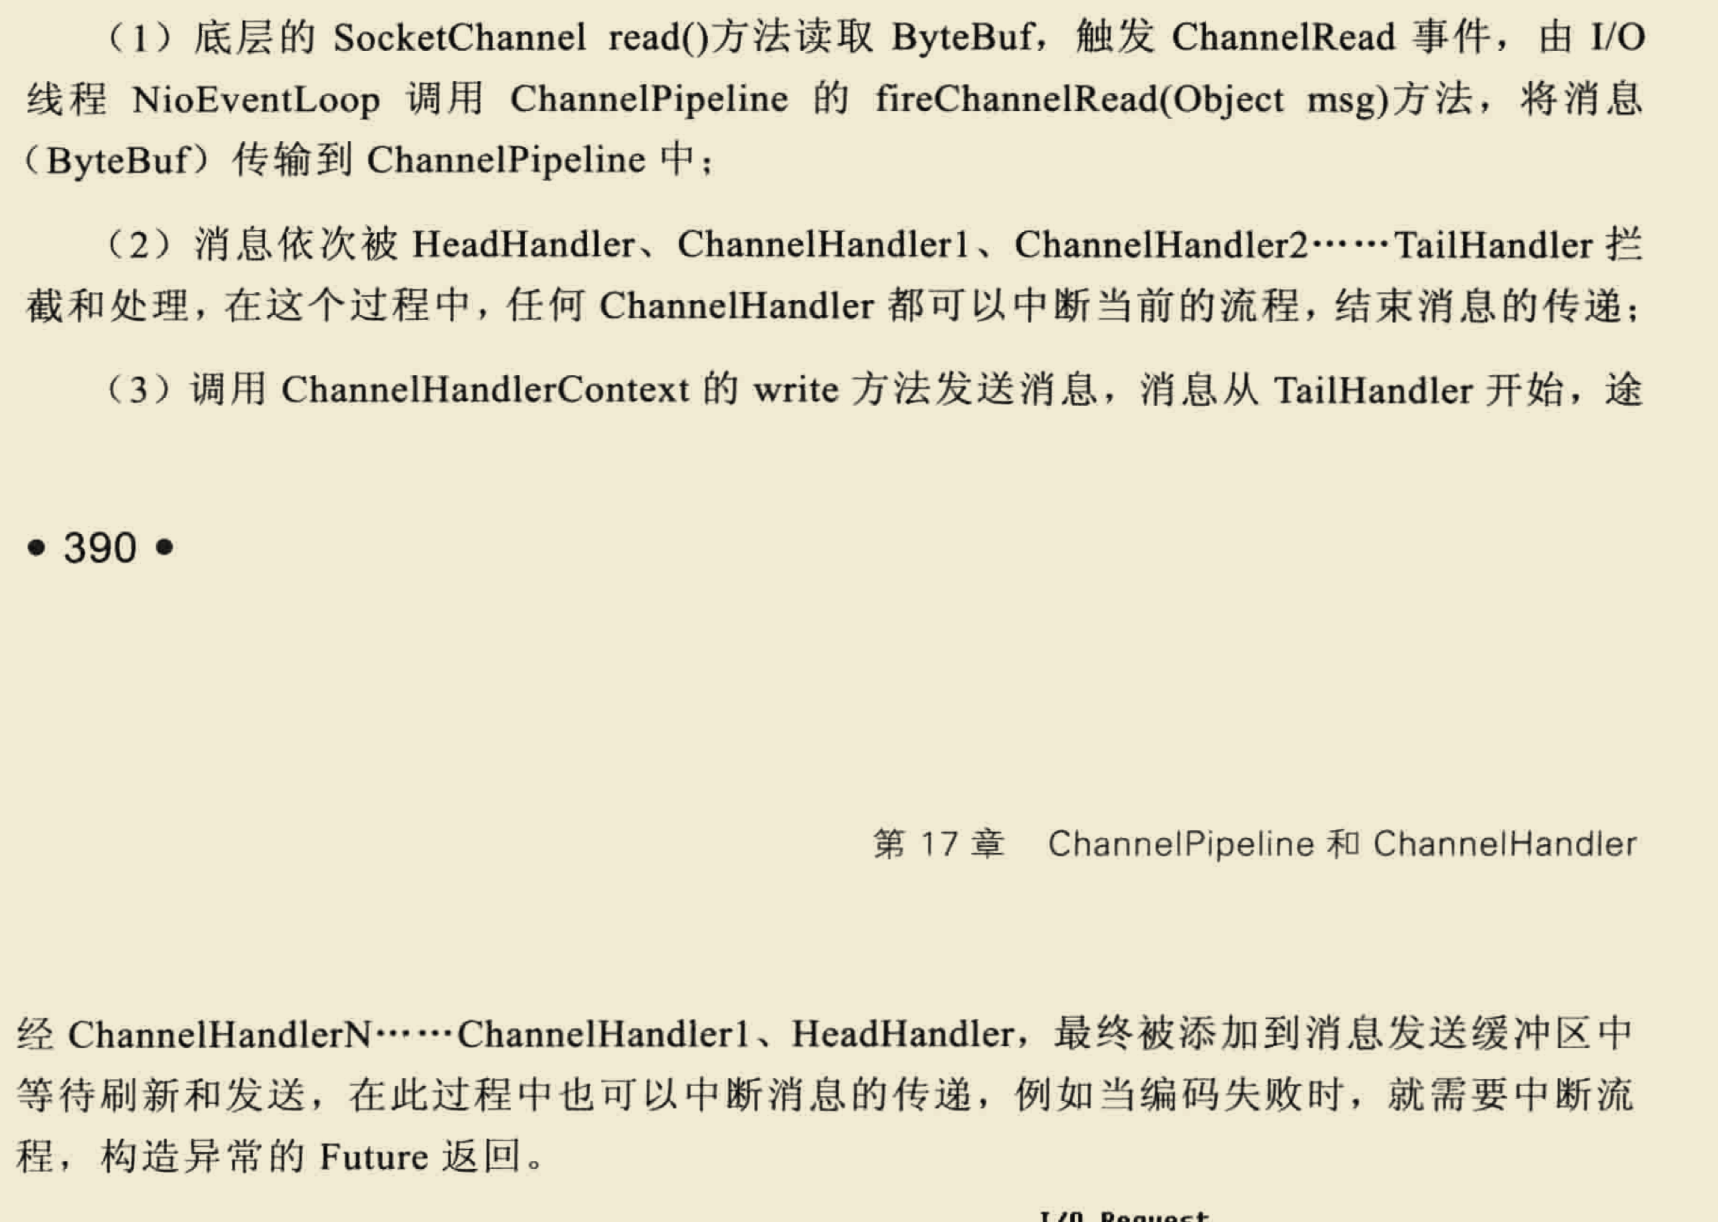 （1）底层的 SocketChannel read()方法读取 ByteBuf，触发 ChannelRead 事件，由 I/O
线程 NioEventLoop 调用 ChannelPipeline 的 fireChannelRead(Object msg)方法，将消息
（ByteBuf）传输到 ChannelPipeline 中；
（2）消息依次被 HeadHandler、ChannelHandler1、ChannelHandler2……TailHandler 拦
截和处理，在这个过程中，任何 ChannelHandler 都可以中断当前的流程，结束消息的传递；
（3）调用 ChannelHandlerContext 的 write 方法发送消息，消息从 TailHandler 开始，途
• 390 •
第 17 章 ChannelPipeline 和 ChannelHandler
经 ChannelHandlerN……ChannelHandler1、HeadHandler，最终被添加到消息发送缓冲区中
等待刷新和发送，在此过程中也可以中断消息的传递，例如当编码失败时，就需要中断流
程，构造异常的 Future 返回。
I/O Request